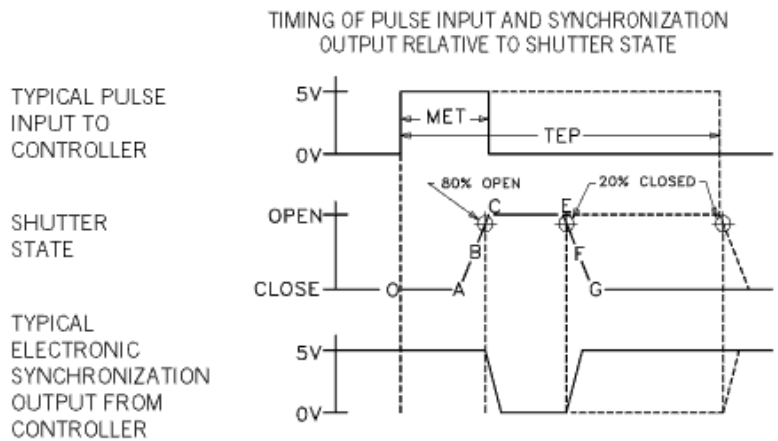 TIMING OF PULSE INPUT AND SYNCHRONIZATION
OUTPUT RELATIVE TO SHUTTER STATE
TYPICAL PULSE
INPUT TO
CONTROLLER
5V
0V
MET
TEP
SHUTTER
STATE
OPEN
CLOSE
80% OPEN
20% CLOSED
O
A
B
C
E
F
G
TYPICAL
ELECTRONIC
SYNCHRONIZATION
OUTPUT FROM
CONTROLLER
5V
0V